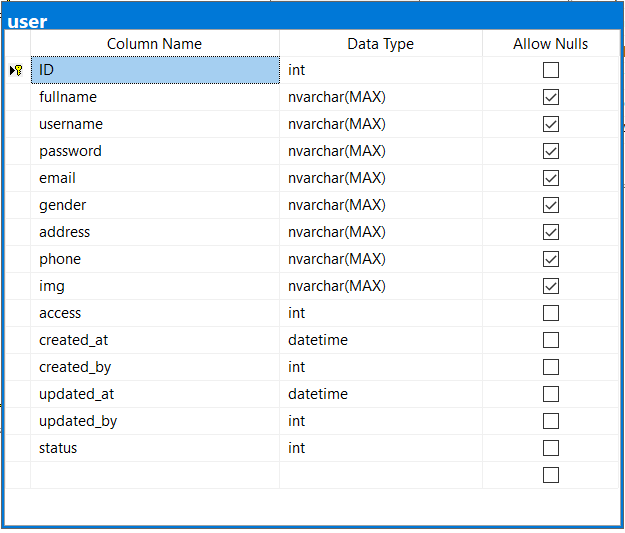 user
Column Name Data Type Allow Nulls
ID int
fullname nvarchar(MAX)
username nvarchar(MAX)
password nvarchar(MAX)
email nvarchar(MAX)
gender nvarchar(MAX)
address nvarchar(MAX)
phone nvarchar(MAX)
img nvarchar(MAX)
access int
created_at datetime
created_by int
updated_at datetime
updated_by int
status int